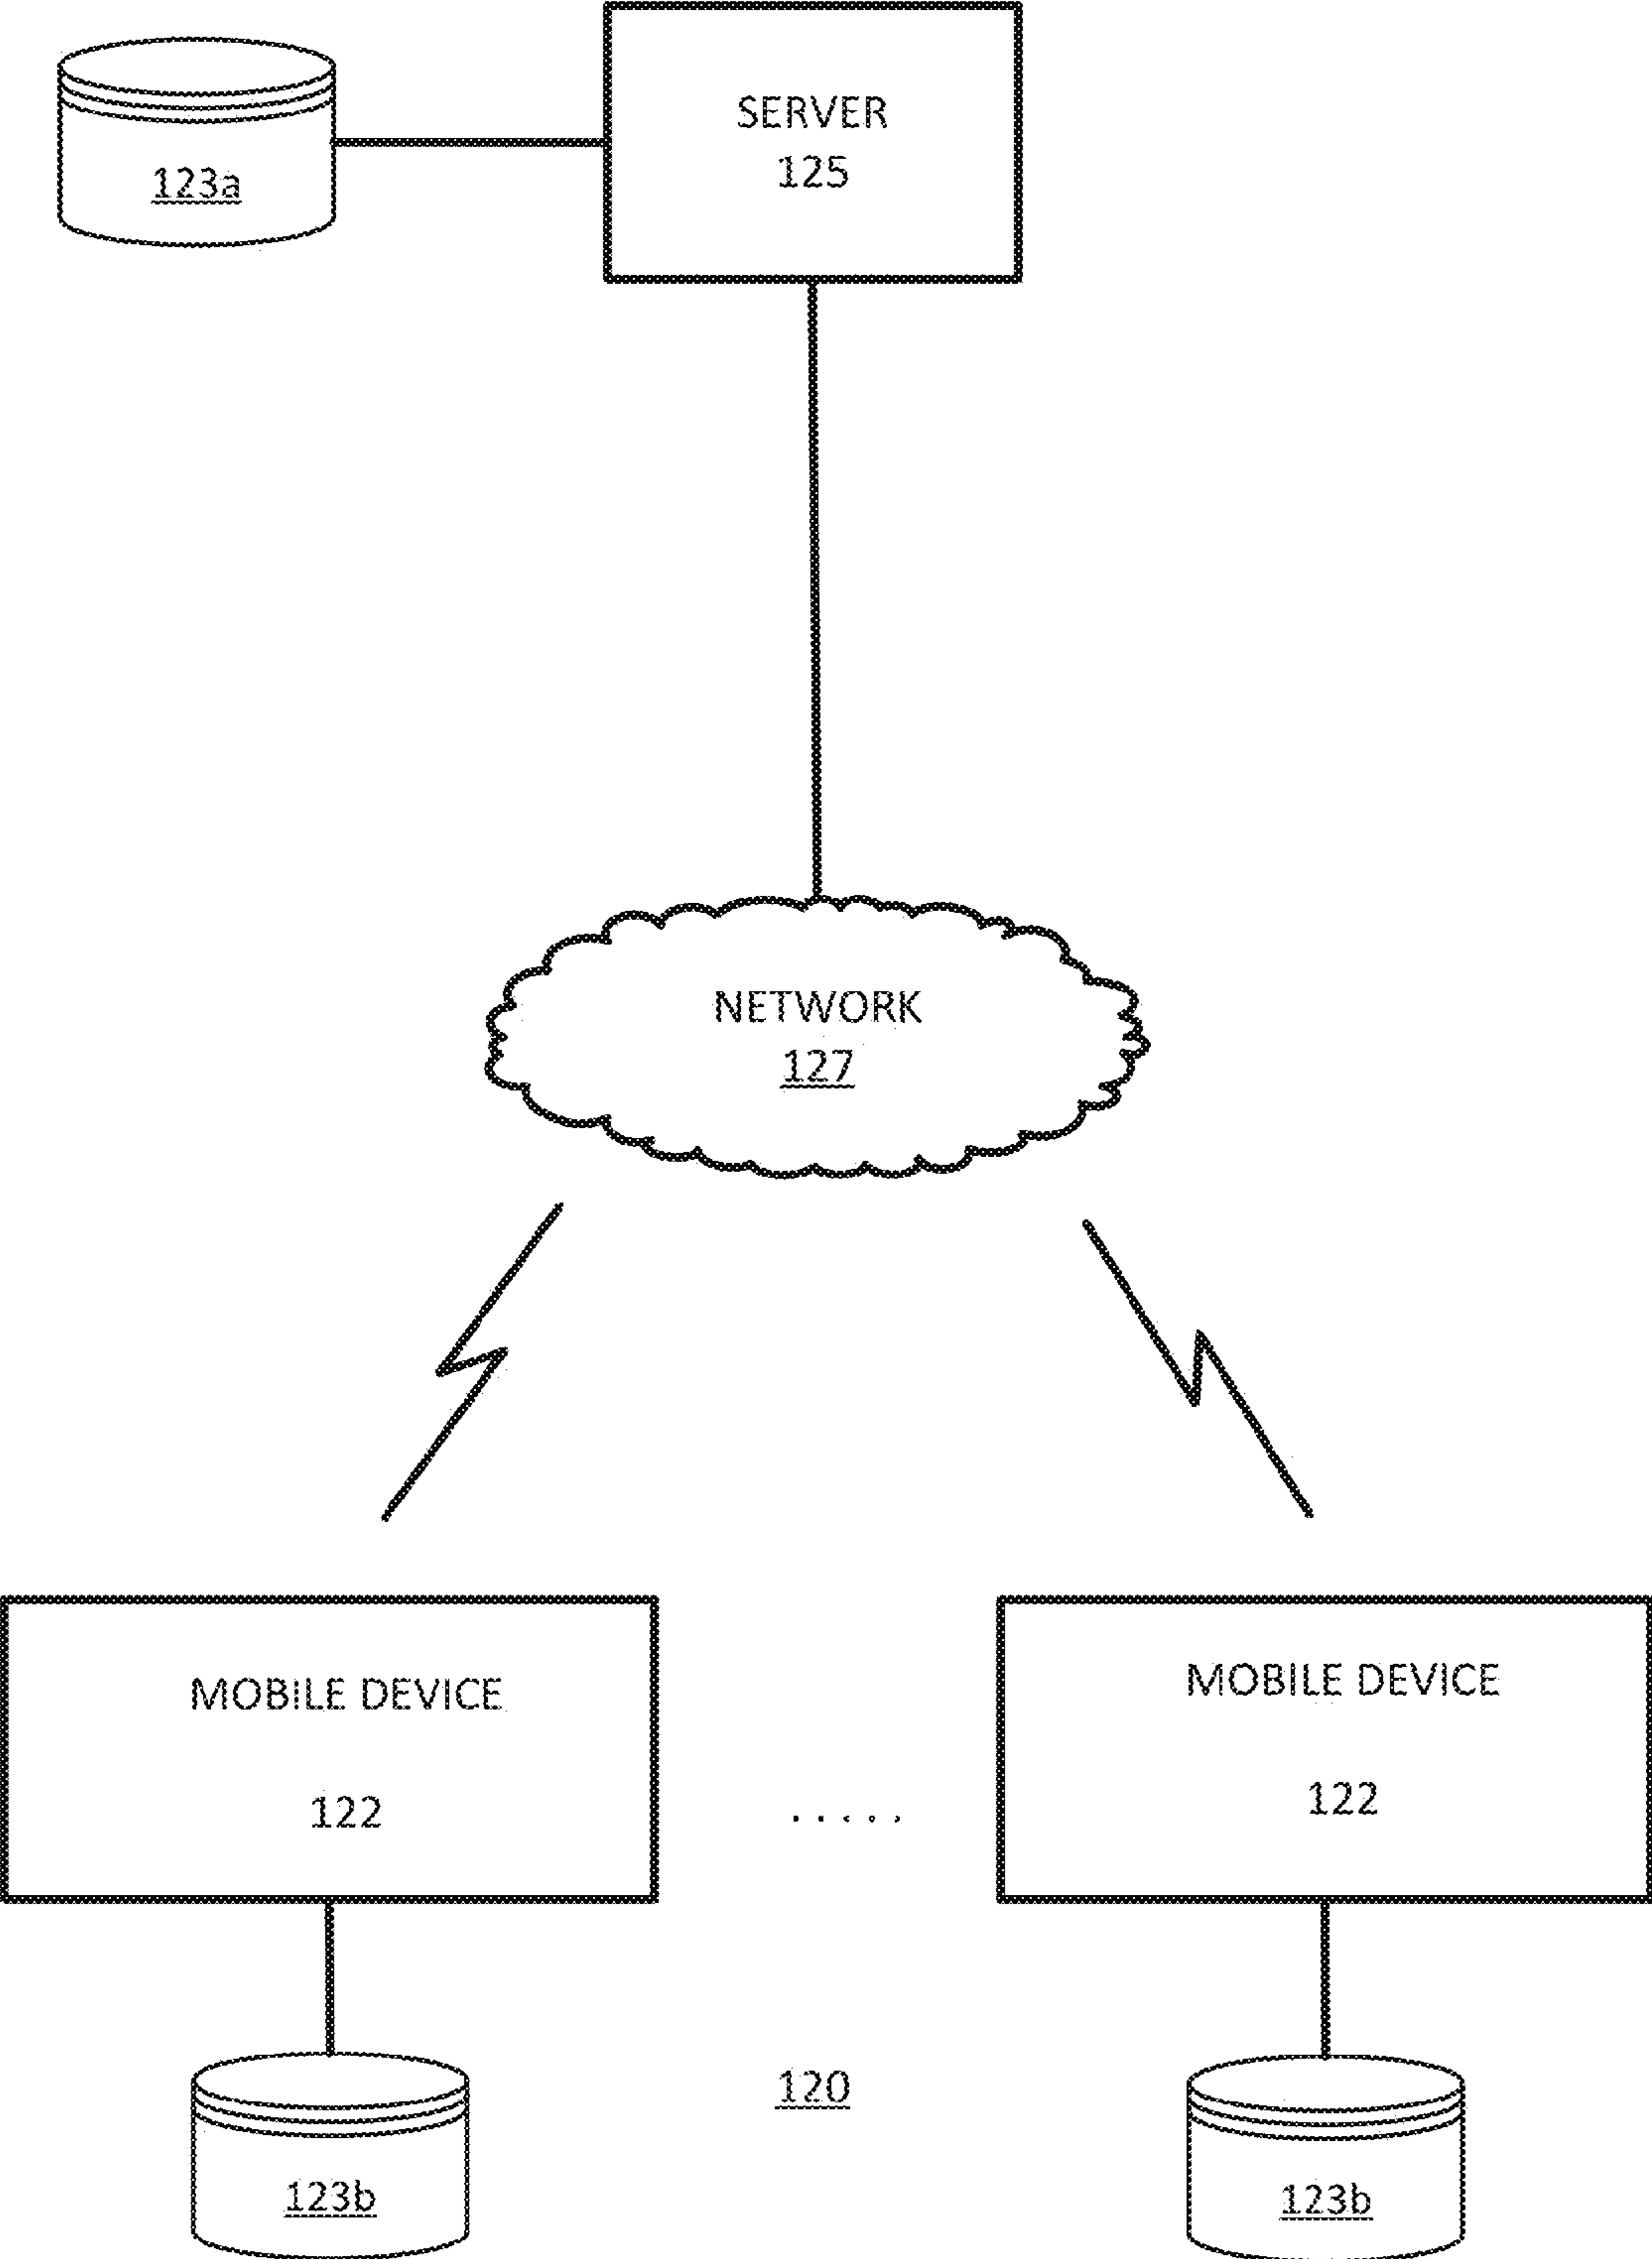 SERVER
125
123a
NETWORK
127
MOBILE DEVICE
122
MOBILE DEVICE
122
.....
120
123b
123b